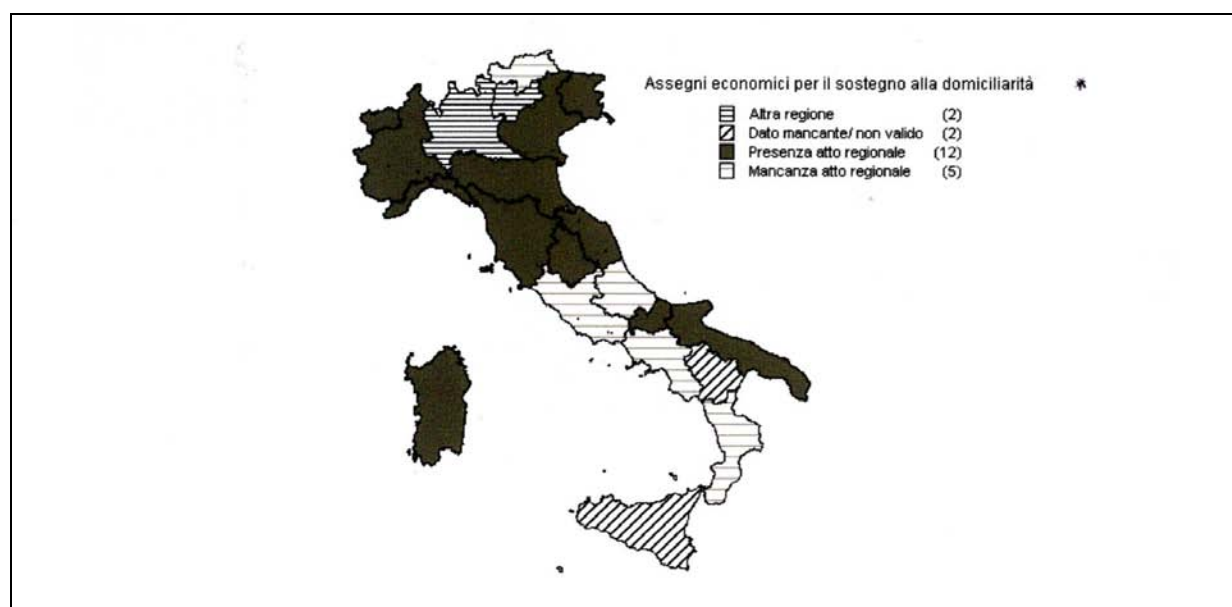 Assegni economici per il sostegno alla domiciliarità *
Altra regione (2)
Dato mancante/ non valido (2)
Presenza atto regionale (12)
Mancanza atto regionale (5)